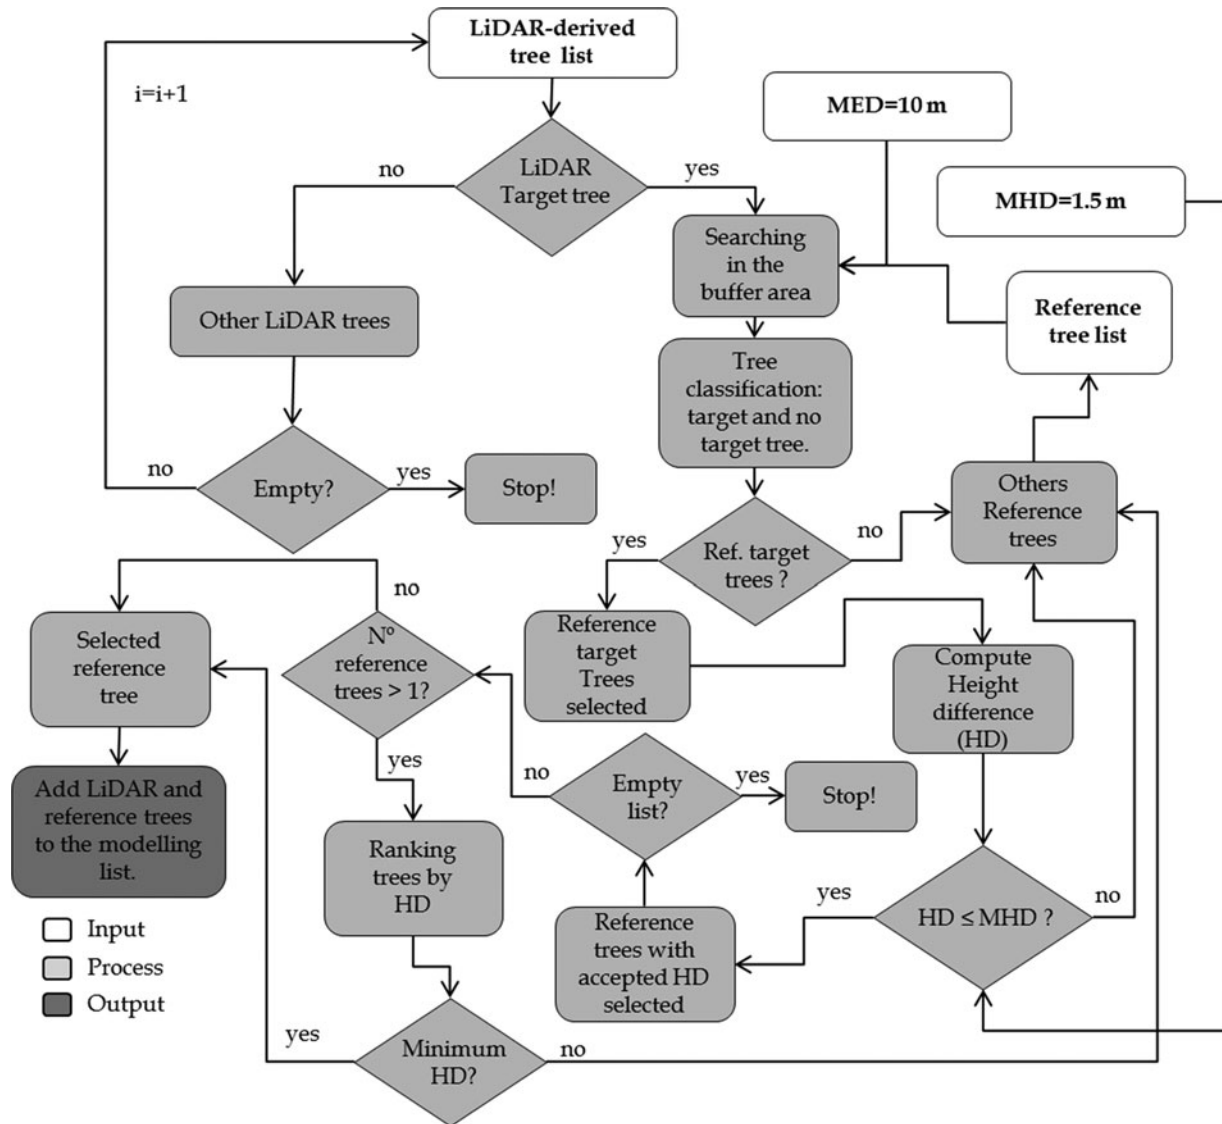 LiDAR-derived
tree list
i=i+1
MED=10 m
no
LiDAR
Target tree
yes
MHD=1.5 m
Searching
in the
buffer area
Other LiDAR trees
Reference
tree list
Tree
classification:
target and no
target tree.
no
Empty?
yes
Stop!
Others
Reference
trees
yes
Ref. target
trees ?
no
no
Selected
reference
tree
Nº
reference
trees > 1?
Reference
target
Trees
selected
Compute
Height
difference
(HD)
yes
no
Empty
list?
yes
Stop!
Add LiDAR and
reference trees
to the modelling
list.
Ranking
trees by
HD
yes
HD ≤ MHD ?
no
Reference
trees with
accepted HD
selected
Input
Process
Output
yes
Minimum
HD?
no